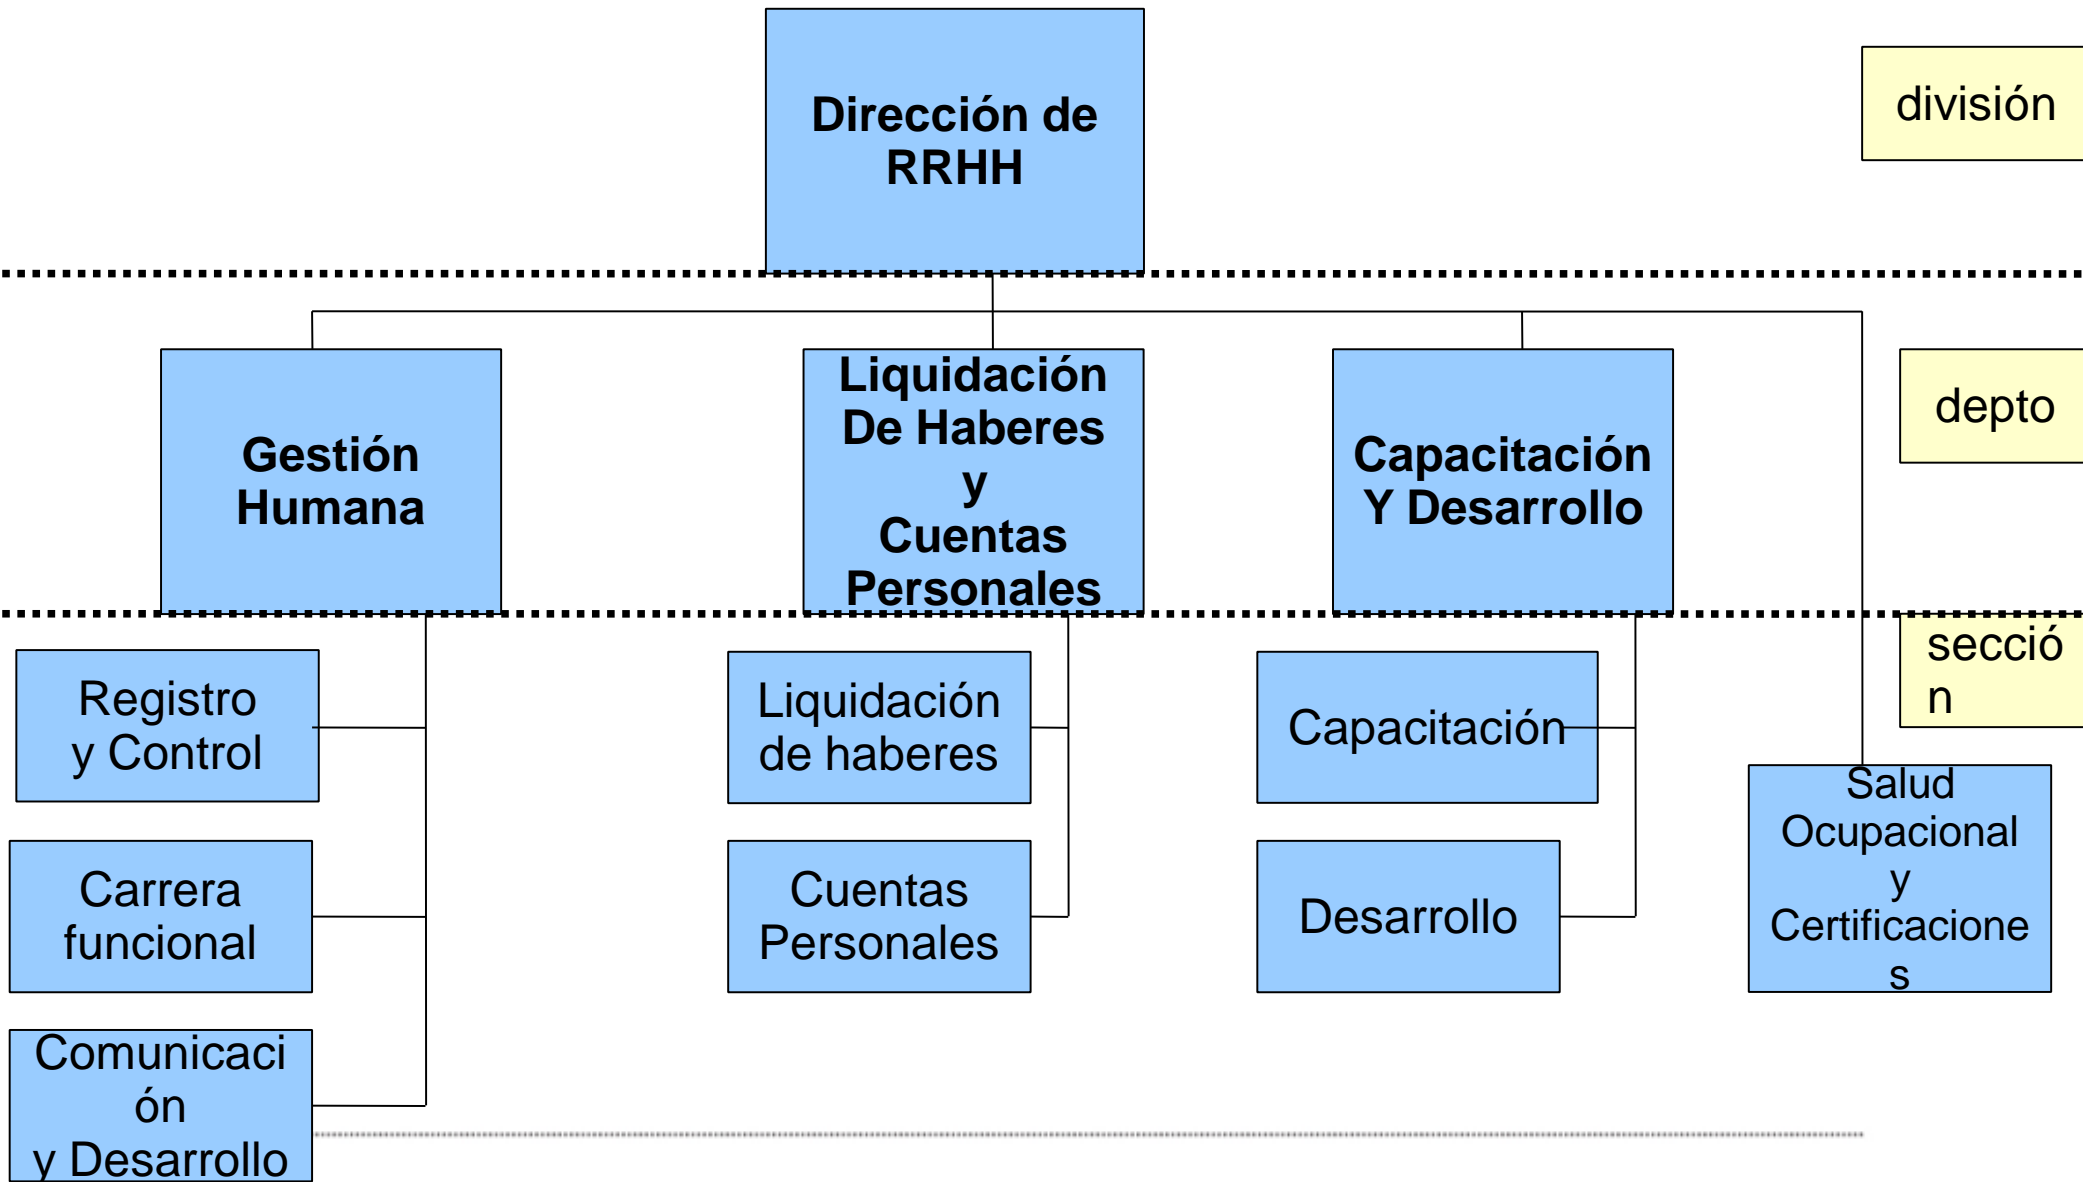 Dirección de
RRHH
división
Gestión
Humana
Liquidación
De Haberes
y
Cuentas
Personales
Capacitación
Y Desarrollo
depto
secció
n
Registro
y Control
Liquidación
de haberes
Capacitación
Salud
Ocupacional
y
Certificacione
s
Carrera
funcional
Cuentas
Personales
Desarrollo
Comunicaci
ón
y Desarrollo